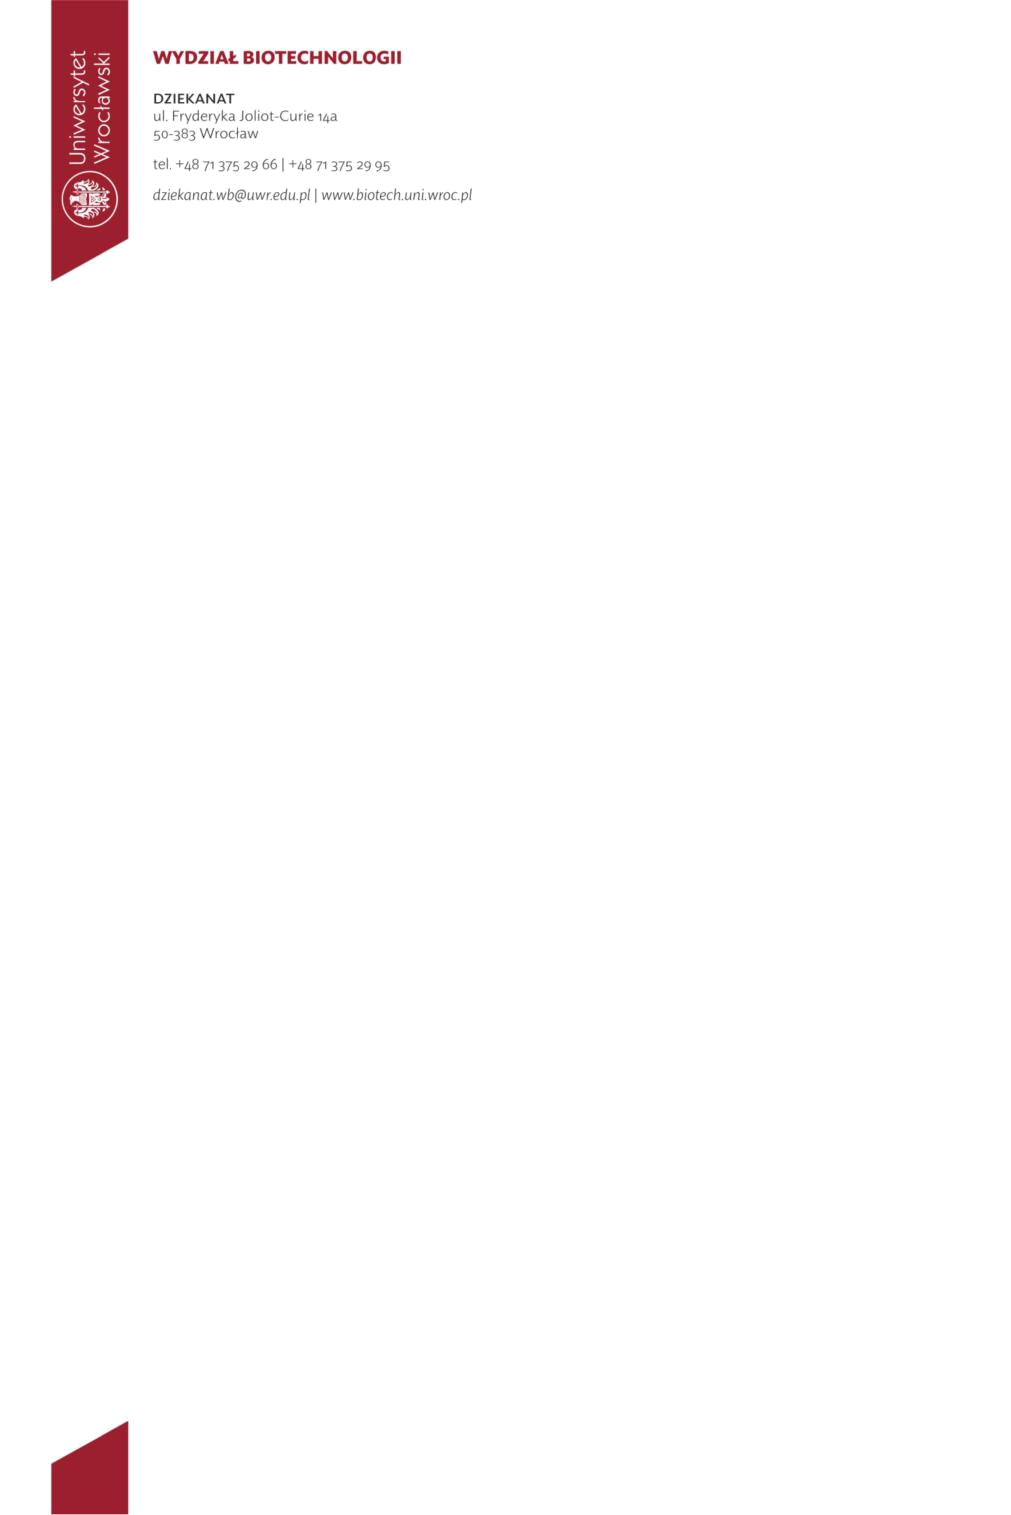 Uniwersytet
Wrocławski
WYDZIAŁ BIOTECHNOLOGII
DZIEKANAT
ul. Fryderyka Joliot-Curie 14a
50-383 Wrocław
tel. +48 71 375 29 66 | +48 71 375 29 95
dziekanat.wb@uwr.edu.pl | www.biotech.uni.wroc.pl